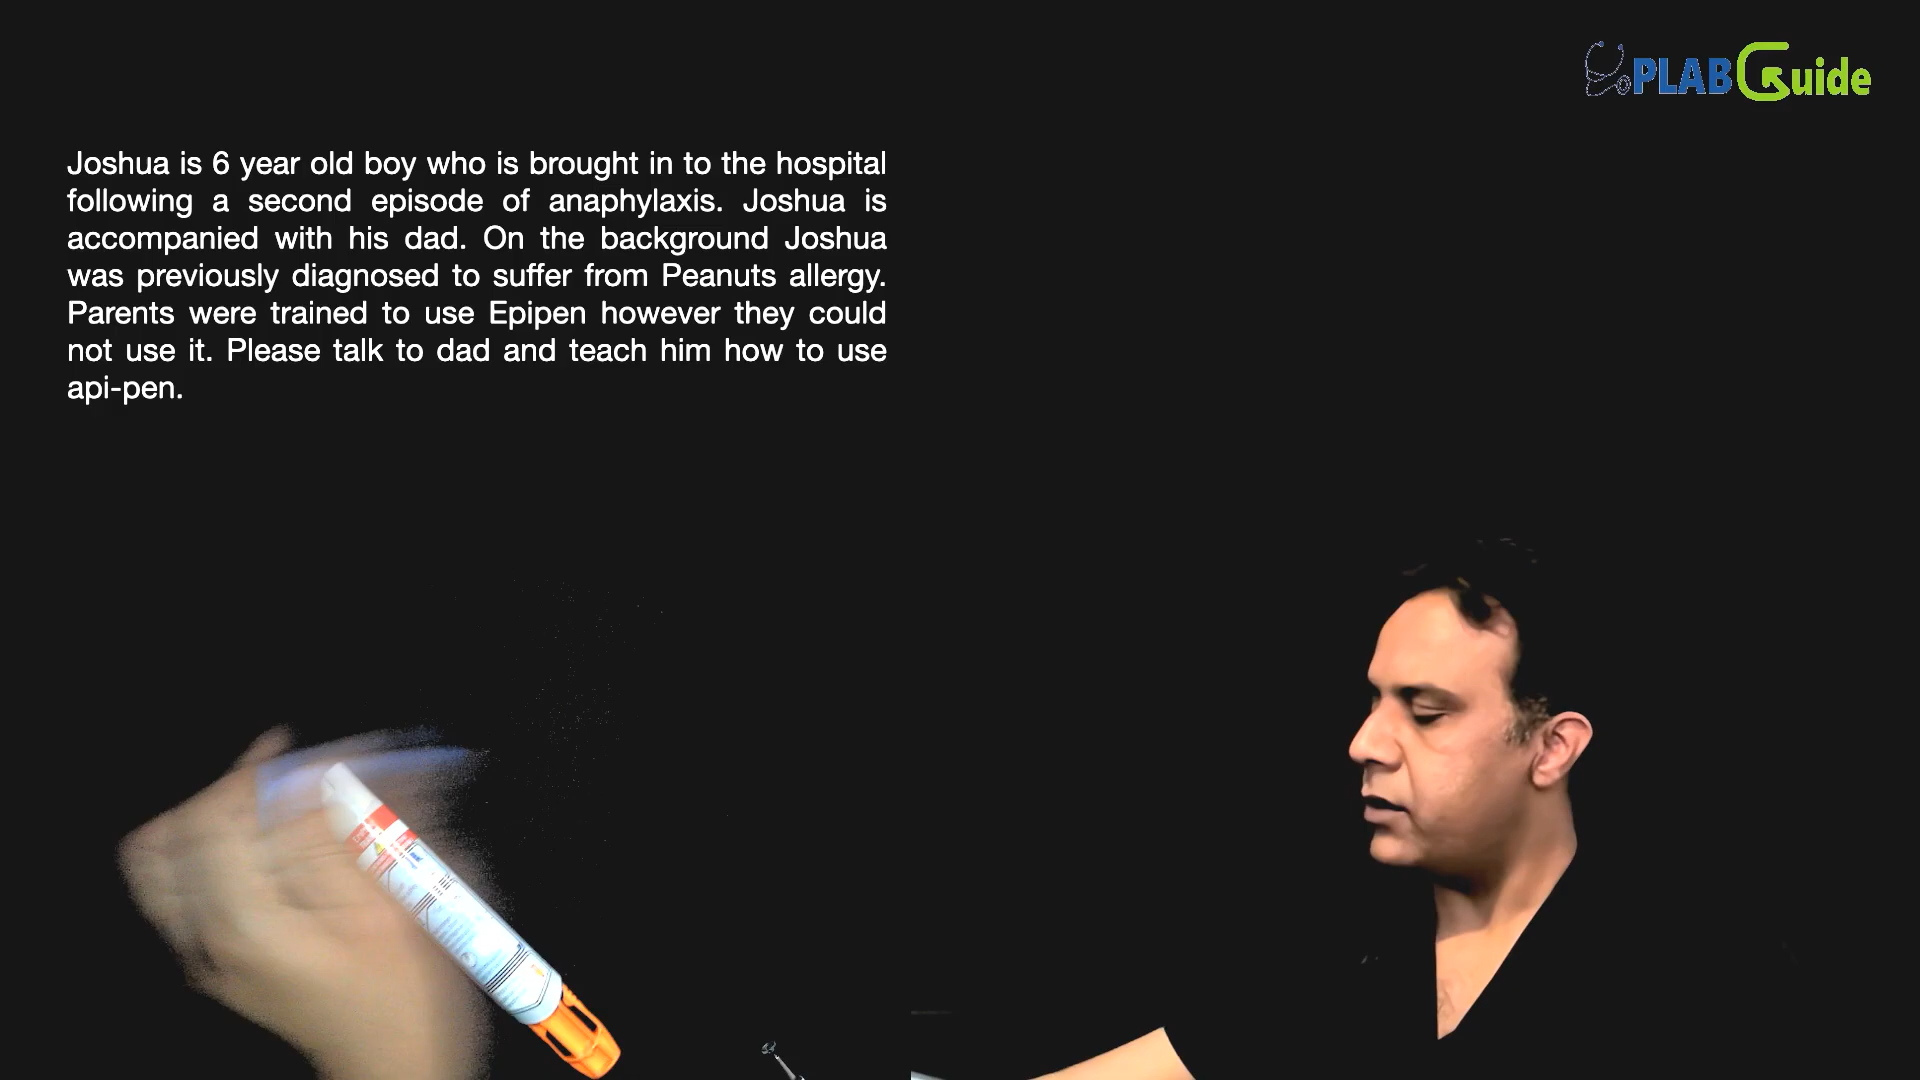 PLAB Guide
Joshua is 6 year old boy who is brought in to the hospital
following a second episode of anaphylaxis. Joshua is
accompanied with his dad. On the background Joshua
was previously diagnosed to suffer from Peanuts allergy.
Parents were trained to use Epipen however they could
not use it. Please talk to dad and teach him how to use
api-pen.